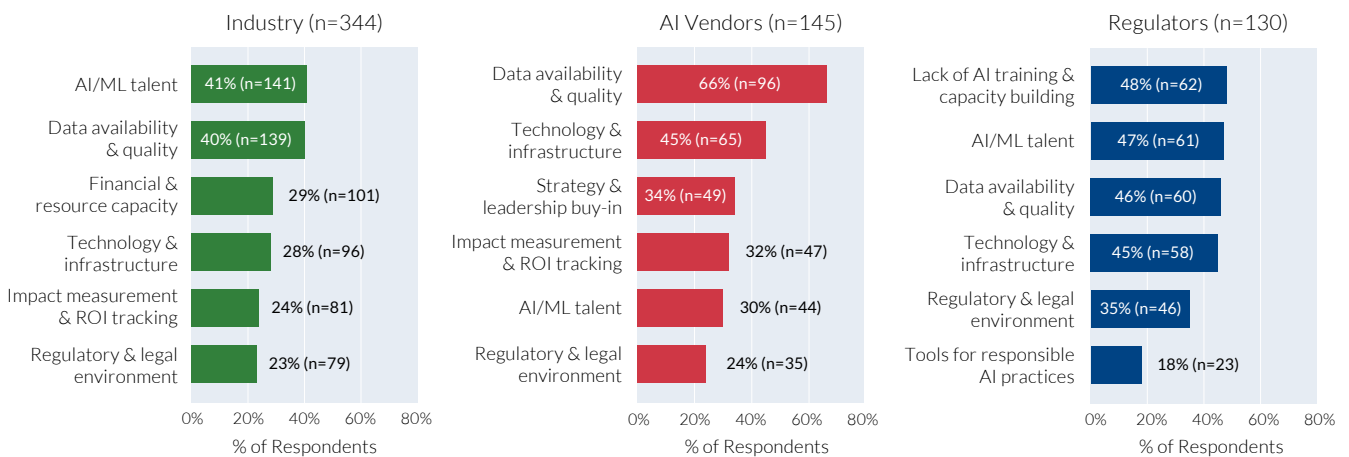 Industry (n=344)
AI/ML talent
41% (n=141)
Data availability
& quality
40% (n=139)
Financial &
resource capacity
29% (n=101)
Technology &
infrastructure
28% (n=96)
Impact measurement
& ROI tracking
24% (n=81)
Regulatory & legal
environment
23% (n=79)
0% 20% 40% 60% 80%
% of Respondents
AI Vendors (n=145)
Data availability
& quality
66% (n=96)
Technology &
infrastructure
45% (n=65)
Strategy &
leadership buy-in
34% (n=49)
Impact measurement
& ROI tracking
32% (n=47)
AI/ML talent
30% (n=44)
Regulatory & legal
environment
24% (n=35)
0% 20% 40% 60% 80%
% of Respondents
Regulators (n=130)
Lack of AI training &
capacity building
48% (n=62)
AI/ML talent
47% (n=61)
Data availability
& quality
46% (n=60)
Technology &
infrastructure
45% (n=58)
Regulatory & legal
environment
35% (n=46)
Tools for responsible
AI practices
18% (n=23)
0% 20% 40% 60% 80%
% of Respondents